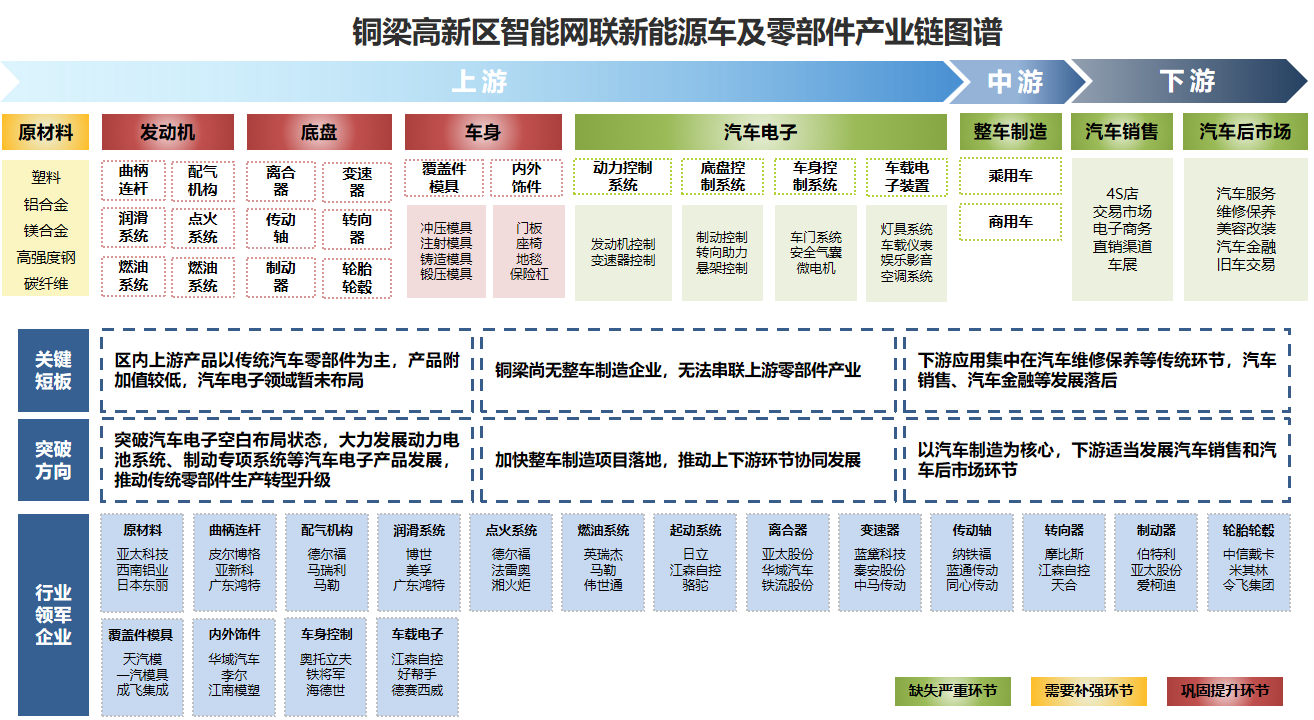 铜梁高新区智能网联新能源车及零部件产业链图谱
上游
中游
下游
原材料
发动机
底盘
车身
汽车电子
整车制造
汽车销售
汽车后市场
塑料
铝合金
镁合金
高强度钢
碳纤维
曲柄
连杆
配气
机构
润滑
系统
点火
系统
燃油
系统
燃油
系统
离合
器
变速
器
传动
轴
转向
器
制动
器
轮胎
轮毂
覆盖件
模具
内外
饰件
冲压模具
注射模具
铸造模具
锻压模具
门板
座椅
地毯
保险杠
动力控制
系统
底盘控
制系统
车身控
制系统
车载电
子装置
发动机控制
变速器控制
制动控制
转向助力
悬架控制
车门系统
安全气囊
微电机
灯具系统
车载仪表
娱乐影音
空调系统
乘用车
商用车
4S店
交易市场
电子商务
直销渠道
车展
汽车服务
维修保养
美容改装
汽车金融
旧车交易
关键
短板
区内上游产品以传统汽车零部件为主，产品附
加值较低，汽车电子领域暂未布局
铜梁尚无整车制造企业，无法串联上游零部件产业
下游应用集中在汽车维修保养等传统环节，汽车
销售、汽车金融等发展落后
突破
方向
突破汽车电子空白布局状态，大力发展动力电
池系统、制动专项系统等汽车电子产品发展，
推动传统零部件生产转型升级
加快整车制造项目落地，推动上下游环节协同发展
以汽车制造为核心，下游适当发展汽车销售和汽
车后市场环节
行业
领军
企业
原材料
亚太科技
西南铝业
日本东丽
曲柄连杆
皮尔博格
亚新科
广东鸿特
配气机构
德尔福
马瑞利
马勒
润滑系统
博世
美孚
广东鸿特
点火系统
德尔福
法雷奥
湘火炬
燃油系统
英瑞杰
马勒
伟世通
起动系统
日立
江森自控
骆驼
离合器
亚太股份
华域汽车
铁流股份
变速器
蓝黛科技
秦安股份
中马传动
传动轴
纳铁福
蓝通传动
同心传动
转向器
摩比斯
江森自控
天合
制动器
伯特利
亚太股份
爱柯迪
轮胎轮毂
中信戴卡
米其林
令飞集团
覆盖件模具
天汽模
一汽模具
成飞集成
内外饰件
华域汽车
李尔
江南模塑
车身控制
奥托立夫
铁将军
海德世
车载电子
江森自控
好帮手
德赛西威
缺失严重环节
需要补强环节
巩固提升环节